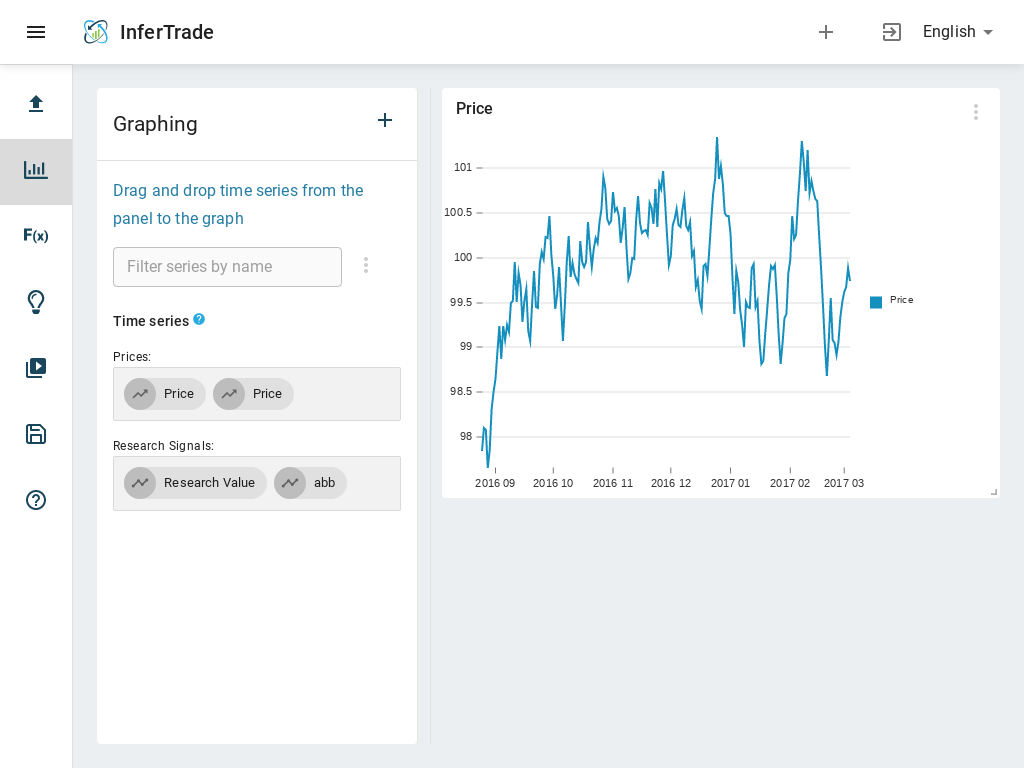 InferTrade
English
Graphing
Drag and drop time series from the
panel to the graph
Filter series by name
Time series ?
Prices:
Price Price
Research Signals:
Research Value abb
F(x)
Price
101
100.5
100
99.5
99
98.5
98
2016 09 2016 10 2016 11 2016 12 2017 01 2017 02 2017 03
Price